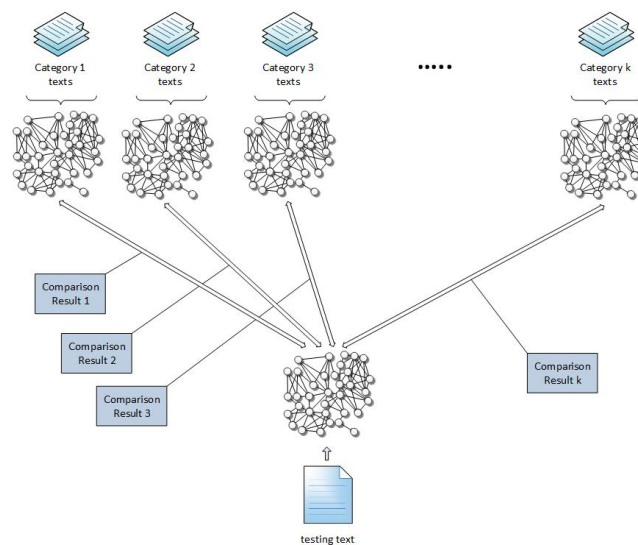 Category 1
texts
Category 2
texts
Category 3
texts
Category k
texts
Comparison
Result 1
Comparison
Result 2
Comparison
Result 3
Comparison
Result k
testing text